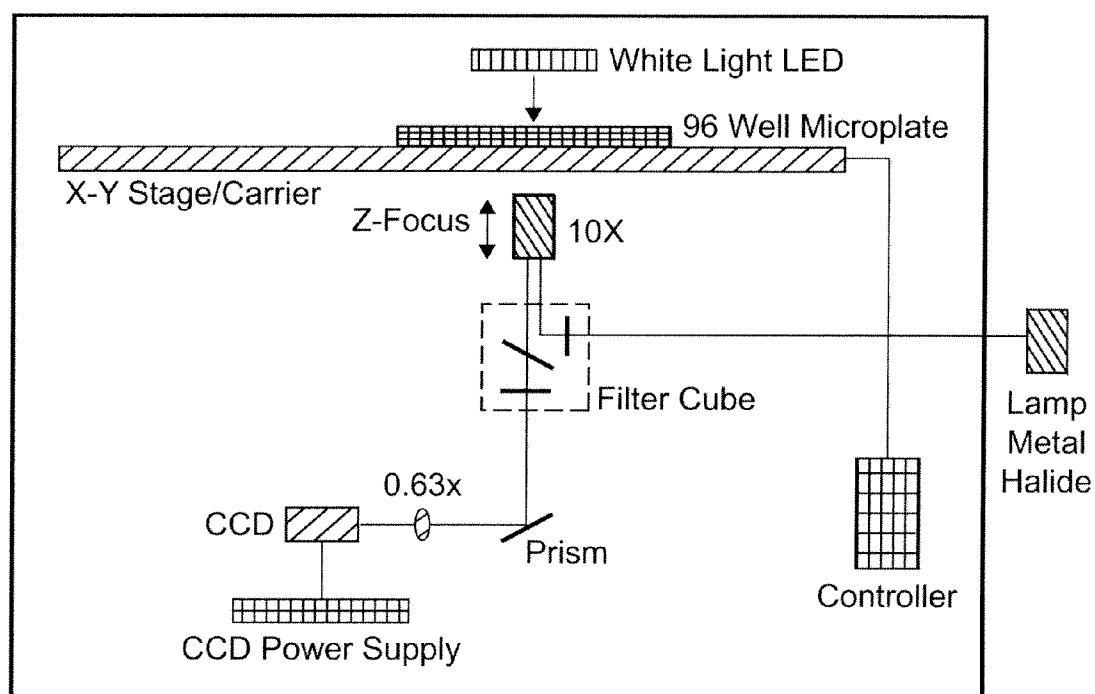 White Light LED
96 Well Microplate
X-Y Stage/Carrier
Z-Focus
10X
Filter Cube
Lamp
Metal
Halide
0.63x
CCD
Prism
Controller
CCD Power Supply